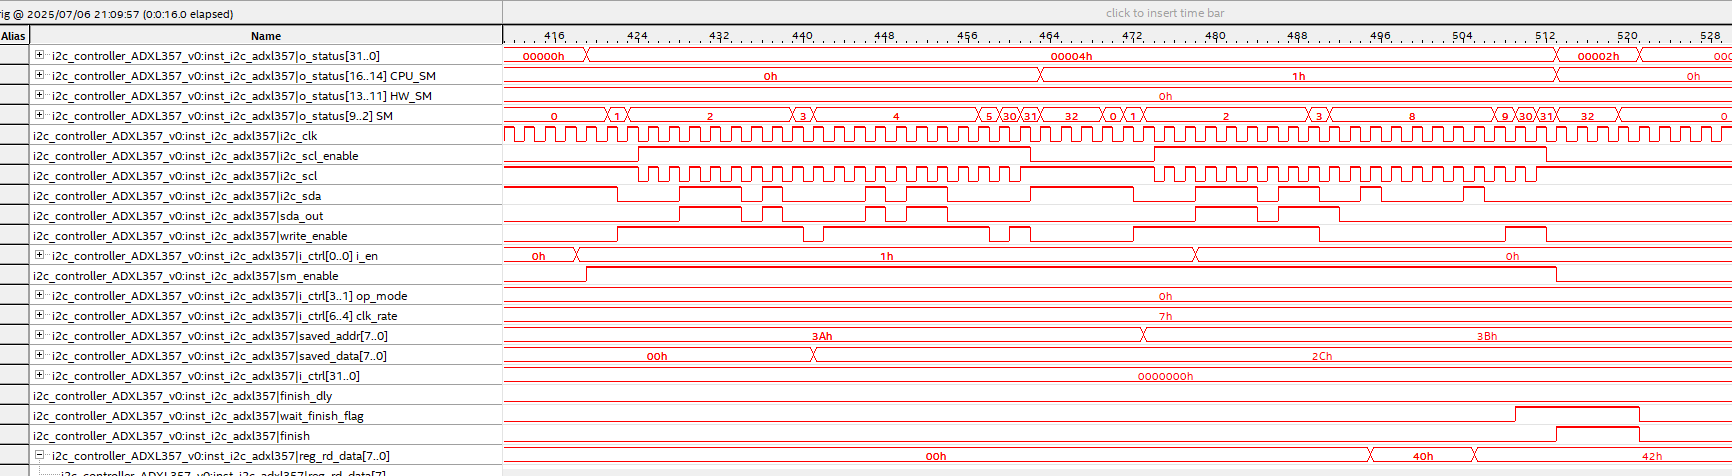 rig @ 2025/07/06 21:09:57 (0:0:16.0 elapsed) click to insert time bar
Alias Name 416 424 432 440 448 456 464 472 480 488 496 504 512 520 528
i2c_controller_ADXL357_v0:inst_i2c_adxl357|o_status[31..0] 00000h 00004h 00002h 000
i2c_controller_ADXL357_v0:inst_i2c_adxl357|o_status[16..14] CPU_SM 0h 1h 0h
i2c_controller_ADXL357_v0:inst_i2c_adxl357|o_status[13..11] HW_SM 0h
i2c_controller_ADXL357_v0:inst_i2c_adxl357|o_status[9..2] SM 0 1 2 3 4 5 30 31 32 0 1 2 3 8 9 30 31 32 0
i2c_controller_ADXL357_v0:inst_i2c_adxl357|i2c_clk
i2c_controller_ADXL357_v0:inst_i2c_adxl357|i2c_scl_enable
i2c_controller_ADXL357_v0:inst_i2c_adxl357|i2c_scl
i2c_controller_ADXL357_v0:inst_i2c_adxl357|i2c_sda
i2c_controller_ADXL357_v0:inst_i2c_adxl357|sda_out
i2c_controller_ADXL357_v0:inst_i2c_adxl357|write_enable
i2c_controller_ADXL357_v0:inst_i2c_adxl357|i_ctrl[0..0] i_en 0h 1h 0h
i2c_controller_ADXL357_v0:inst_i2c_adxl357|sm_enable
i2c_controller_ADXL357_v0:inst_i2c_adxl357|i_ctrl[3..1] op_mode 0h
i2c_controller_ADXL357_v0:inst_i2c_adxl357|i_ctrl[6..4] clk_rate 7h
i2c_controller_ADXL357_v0:inst_i2c_adxl357|saved_addr[7..0] 3Ah 3Bh
i2c_controller_ADXL357_v0:inst_i2c_adxl357|saved_data[7..0] 00h 2Ch
i2c_controller_ADXL357_v0:inst_i2c_adxl357|i_ctrl[31..0] 0000000h
i2c_controller_ADXL357_v0:inst_i2c_adxl357|finish_dly
i2c_controller_ADXL357_v0:inst_i2c_adxl357|wait_finish_flag
i2c_controller_ADXL357_v0:inst_i2c_adxl357|finish
i2c_controller_ADXL357_v0:inst_i2c_adxl357|reg_rd_data[7..0] 00h 40h 42h
i2c_controller_ADXL357_v0:inst_i2c_adxl357|reg_rd_data[7]